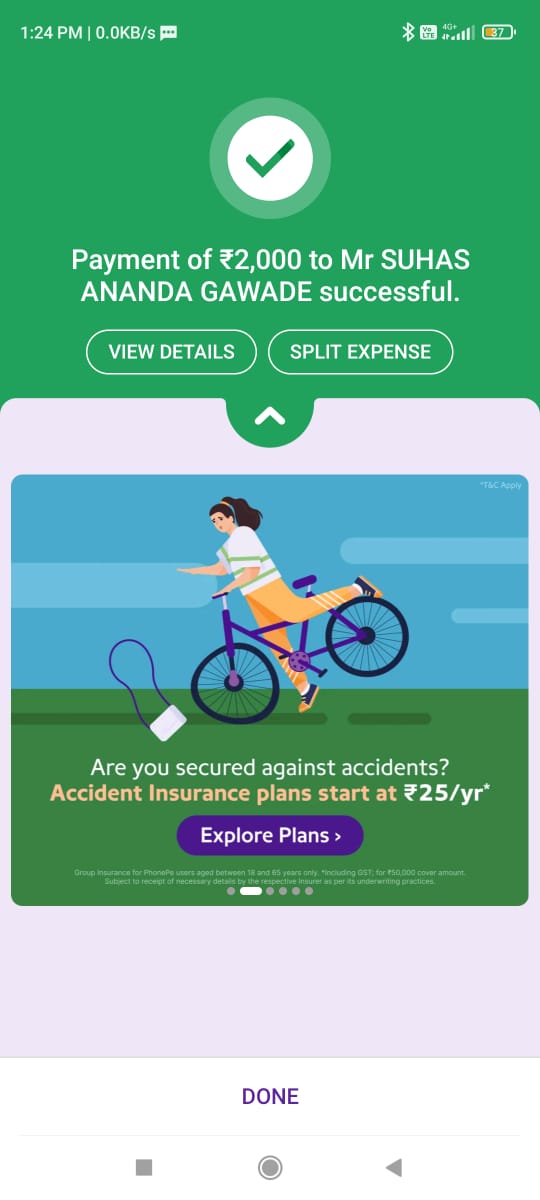 1:24 PM | 0.0KB/s
Vo LTE 4G+ 37
Payment of ₹2,000 to Mr SUHAS
ANANDA GAWADE successful.
VIEW DETAILS SPLIT EXPENSE
*T&C Apply
Are you secured against accidents?
Accident Insurance plans start at ₹25/yr*
Explore Plans ›
Group Insurance for PhonePe users aged between 18 and 65 years only. *Including GST; for ₹50,000 cover amount.
Subject to receipt of necessary details by the respective Insurer as per its underwriting practices.
DONE